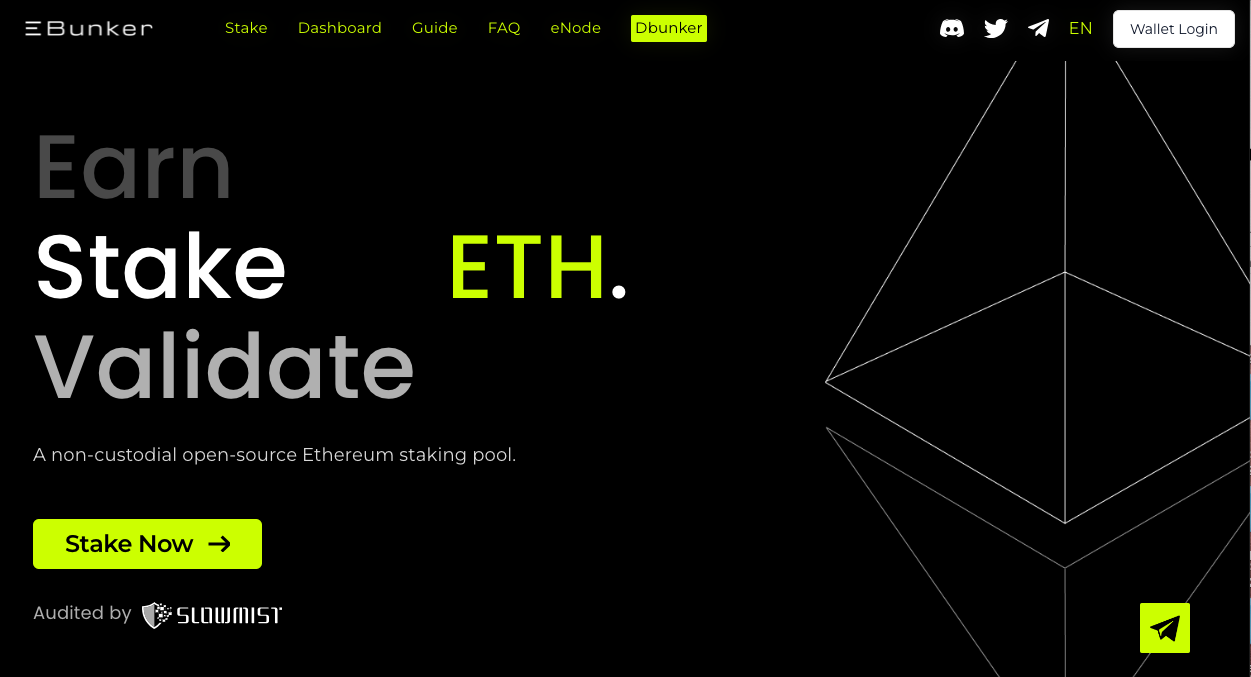 EBunker
Stake Dashboard Guide FAQ eNode Dbunker EN Wallet Login
Earn
Stake ETH.
Validate
A non-custodial open-source Ethereum staking pool.
Stake Now →
Audited by SLOWMIST